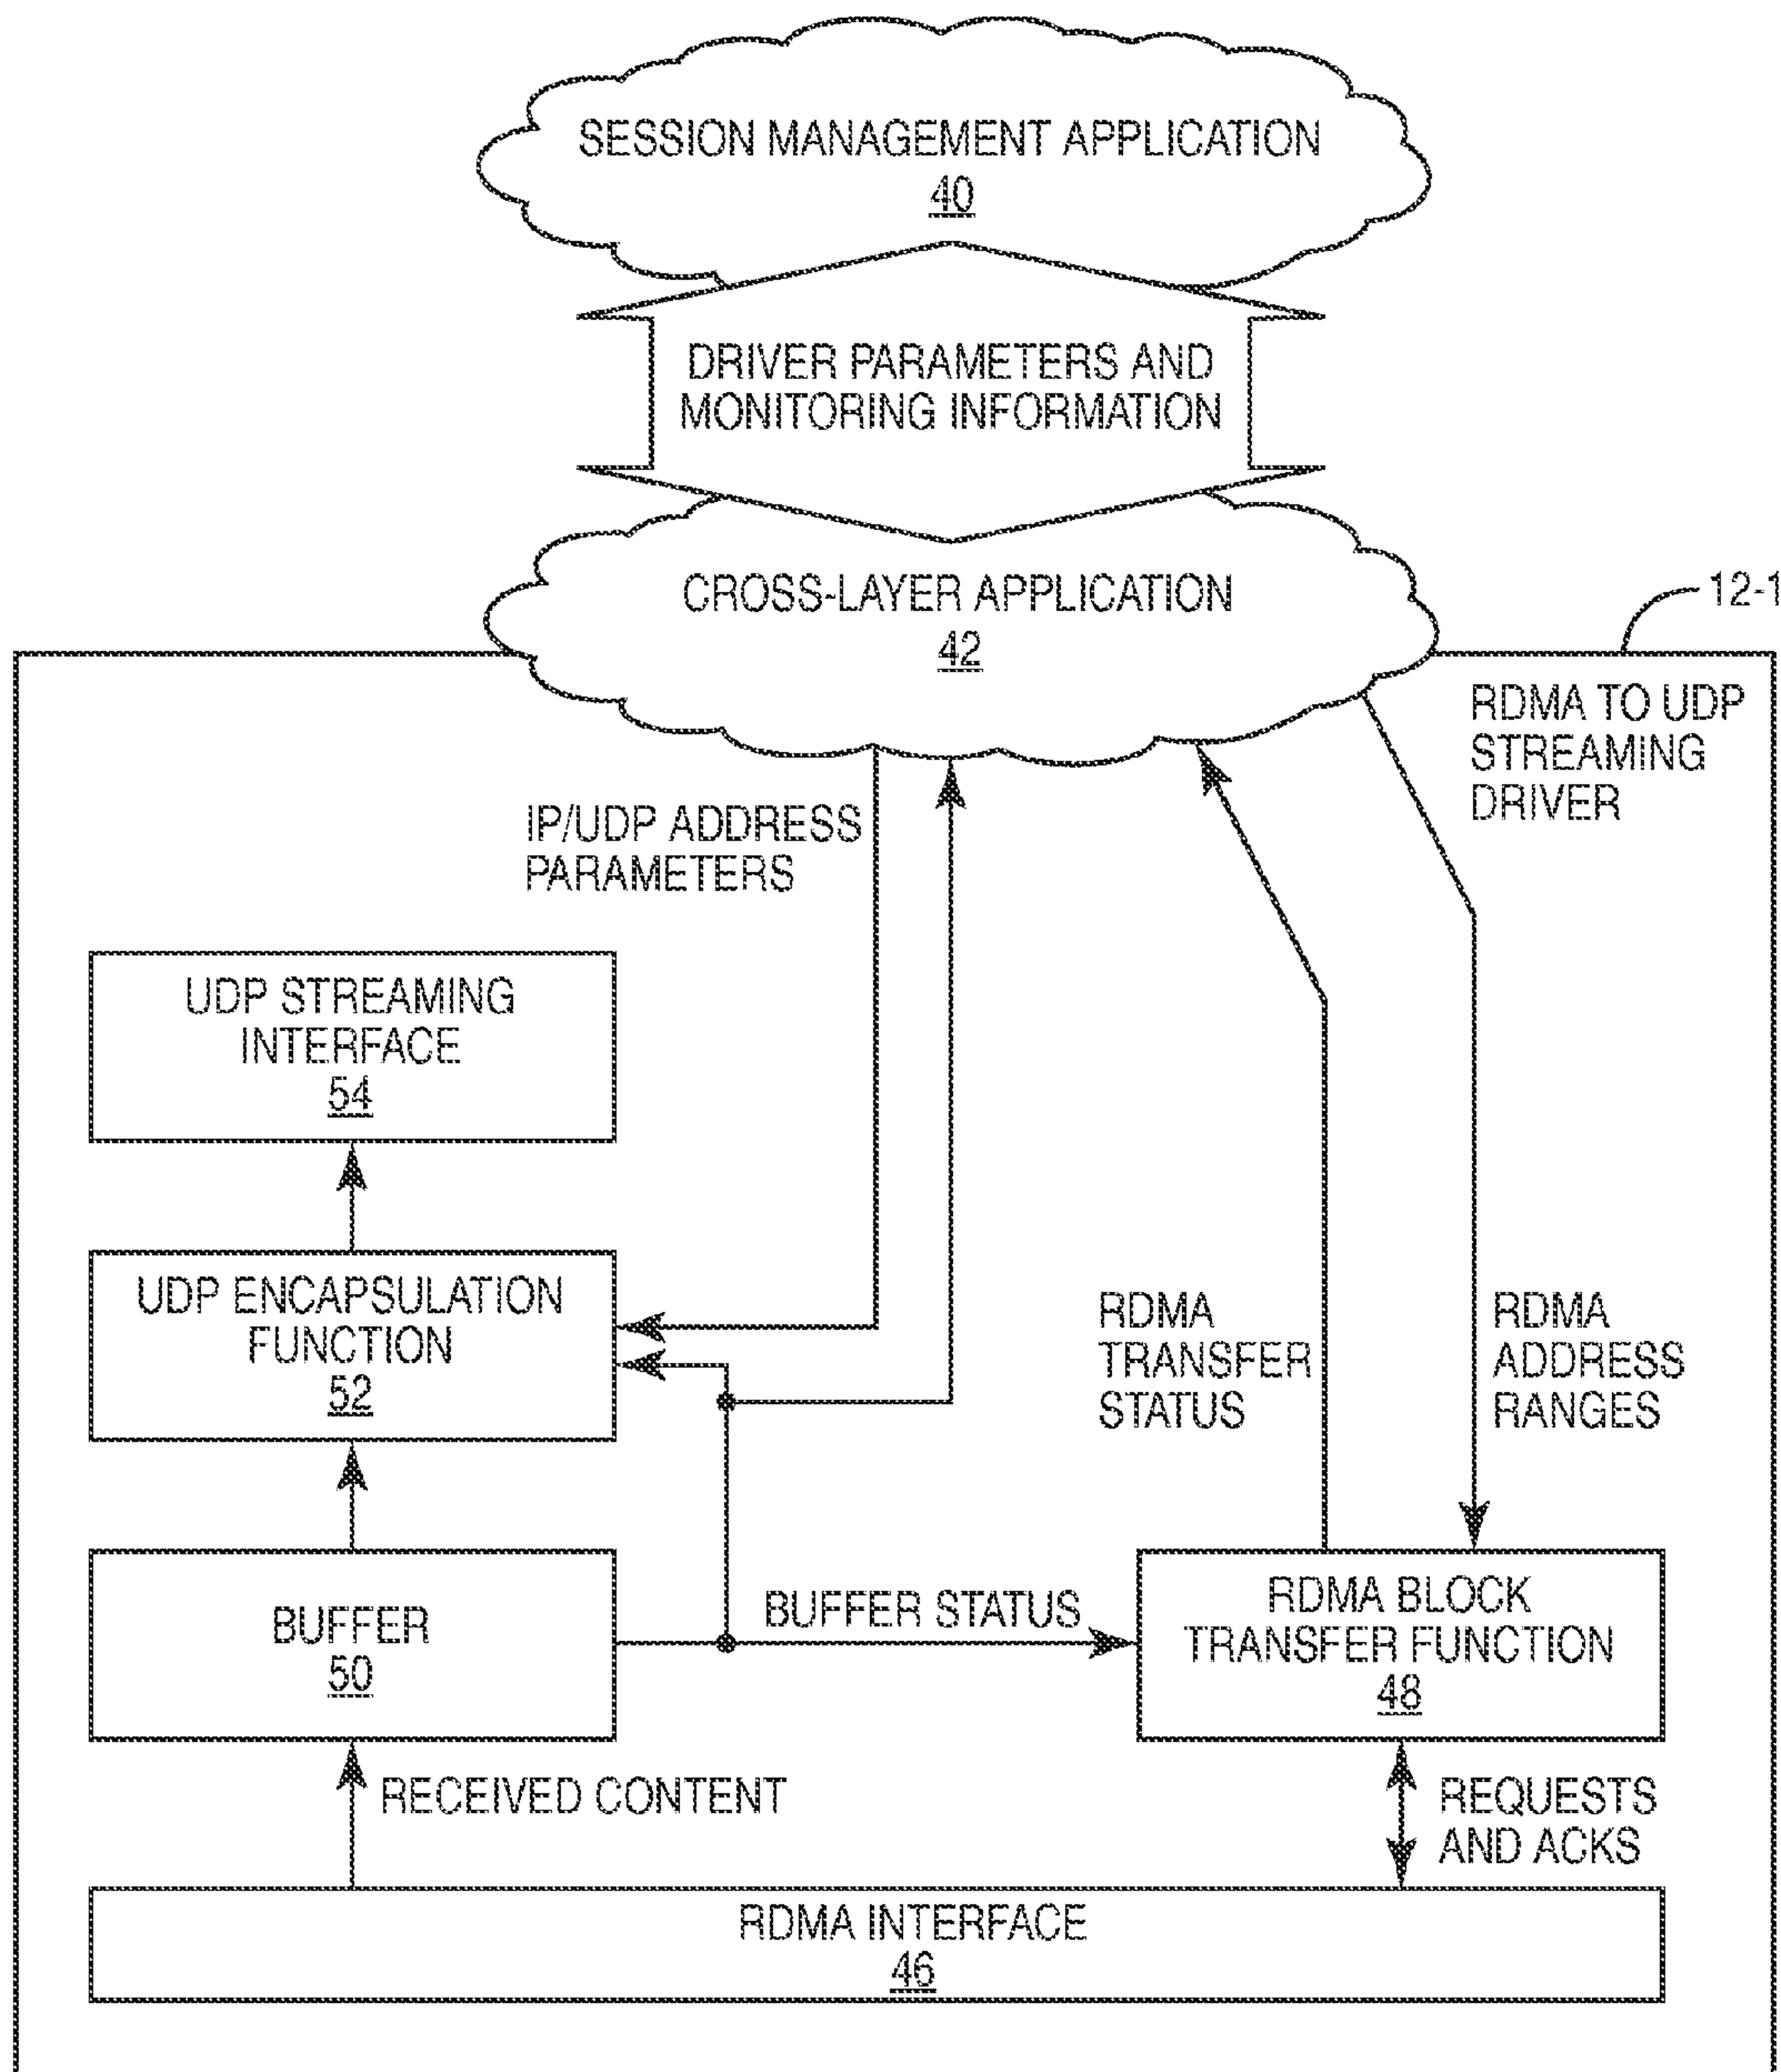 SESSION MANAGEMENT APPLICATION
40
DRIVER PARAMETERS AND
MONITORING INFORMATION
CROSS-LAYER APPLICATION
42
12-1
RDMA TO UDP
STREAMING
DRIVER
IP/UDP ADDRESS
PARAMETERS
UDP STREAMING
INTERFACE
54
UDP ENCAPSULATION
FUNCTION
52
RDMA
TRANSFER
STATUS
RDMA
ADDRESS
RANGES
BUFFER
50
BUFFER STATUS
RDMA BLOCK
TRANSFER FUNCTION
48
RECEIVED CONTENT
REQUESTS
AND ACKS
RDMA INTERFACE
46